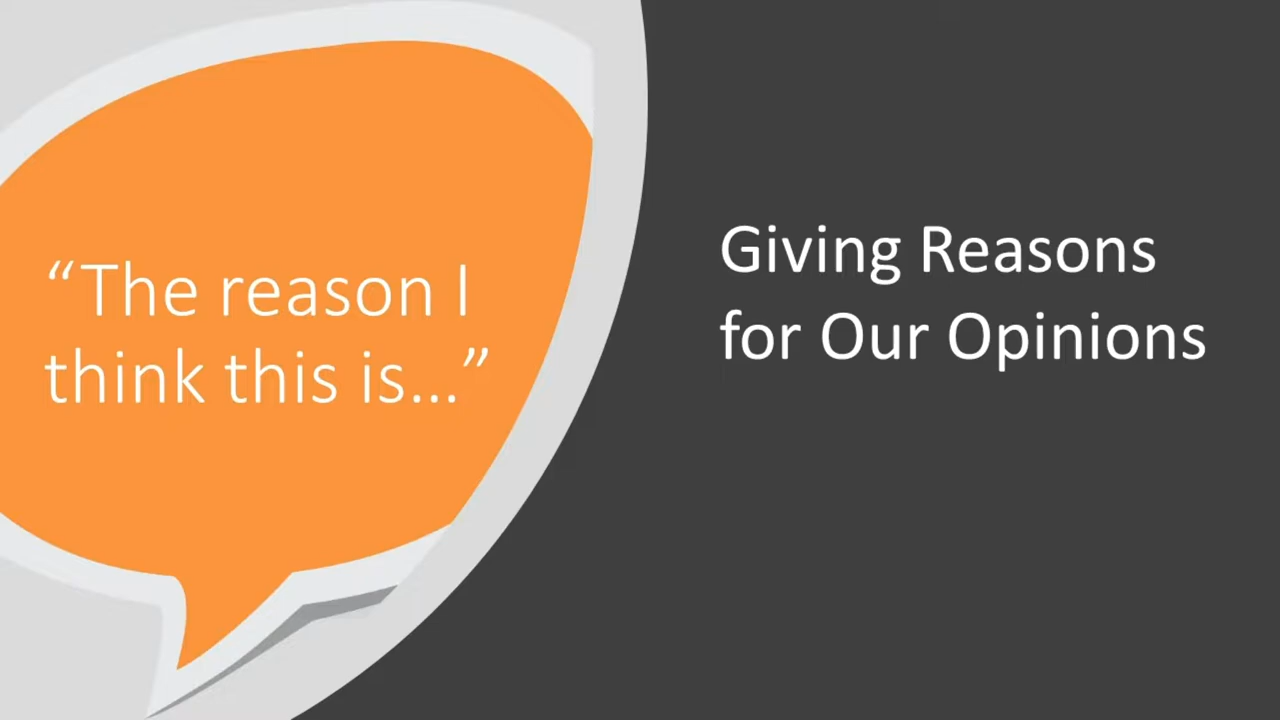 “The reason I
think this is...”
Giving Reasons
for Our Opinions